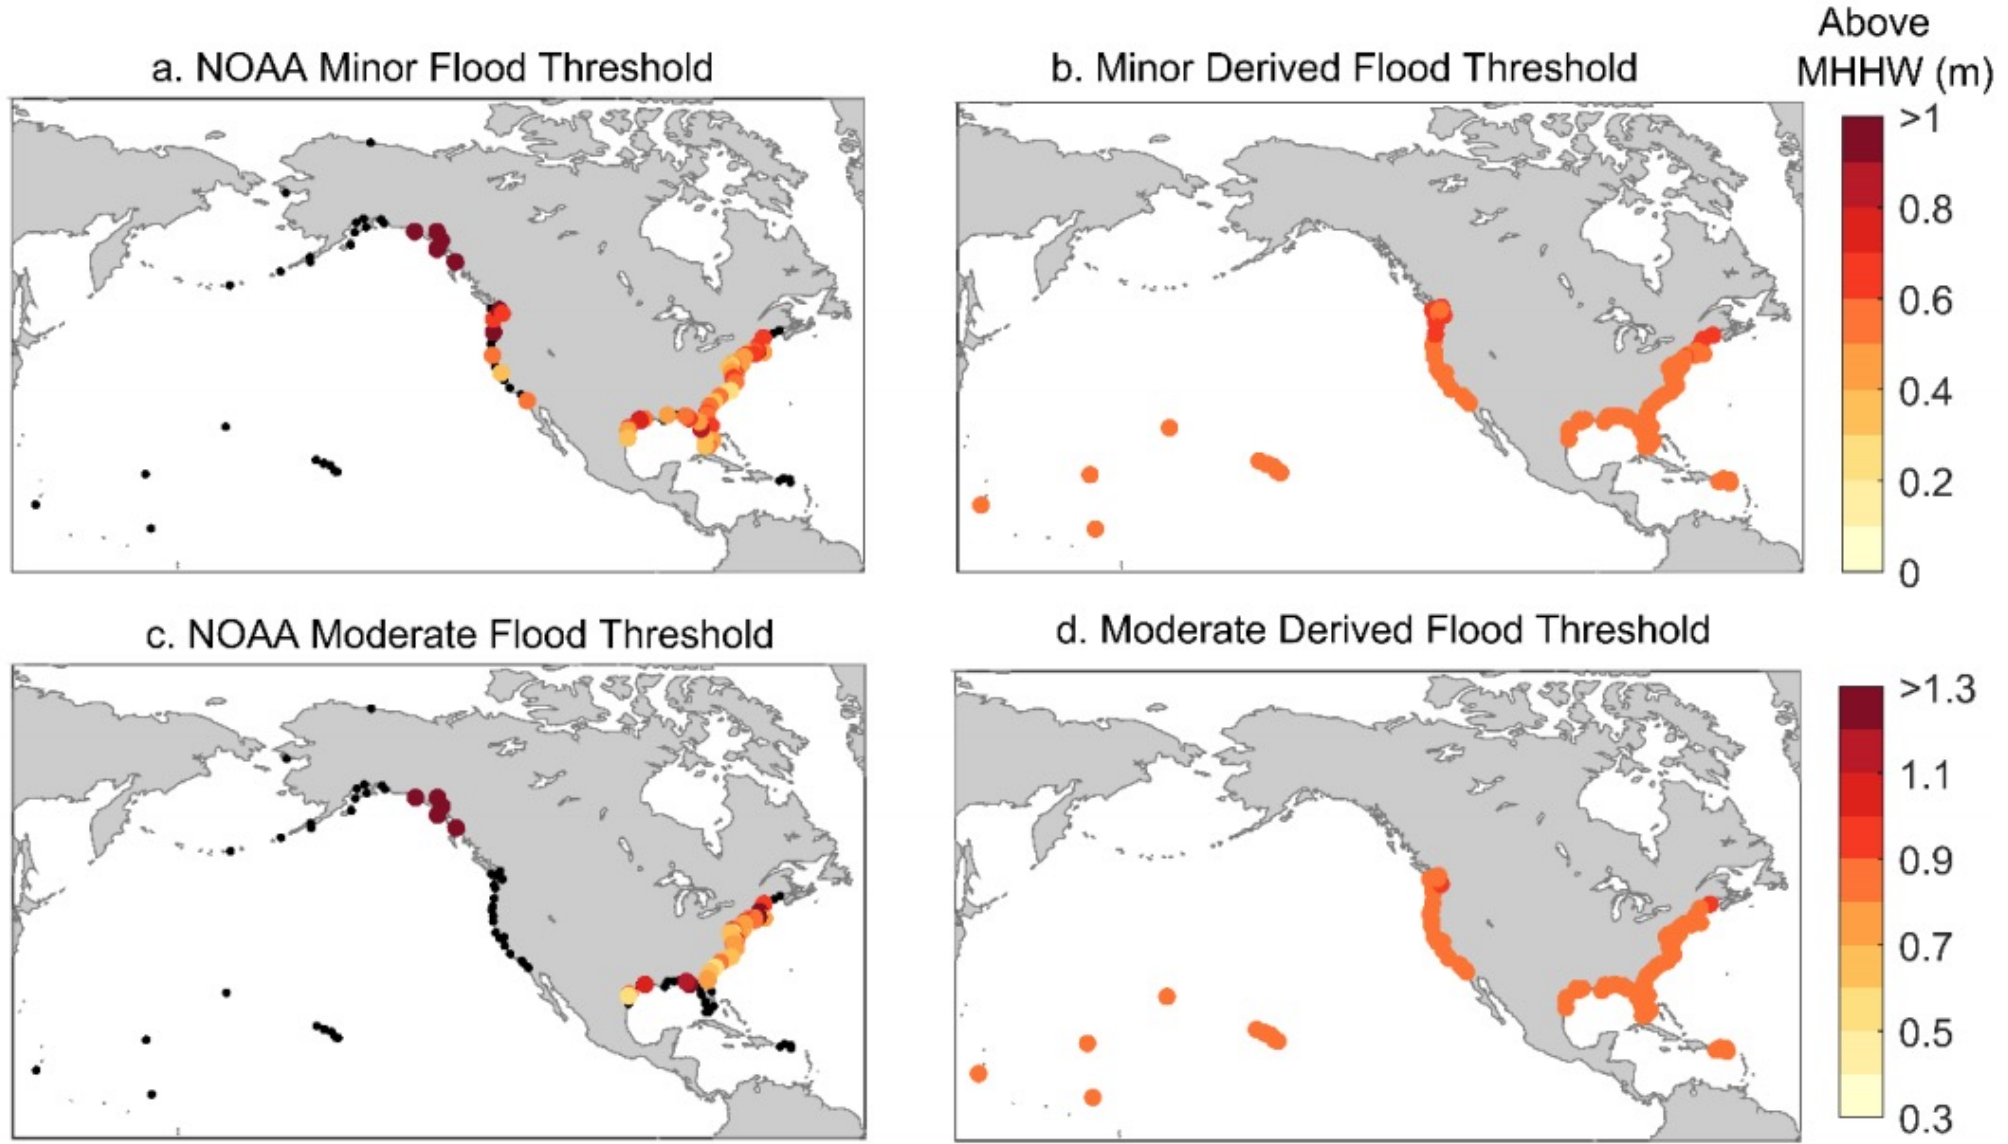 a. NOAA Minor Flood Threshold
b. Minor Derived Flood Threshold
Above
MHHW (m)
>1
0.8
0.6
0.4
0.2
0
c. NOAA Moderate Flood Threshold
d. Moderate Derived Flood Threshold
>1.3
1.1
0.9
0.7
0.5
0.3